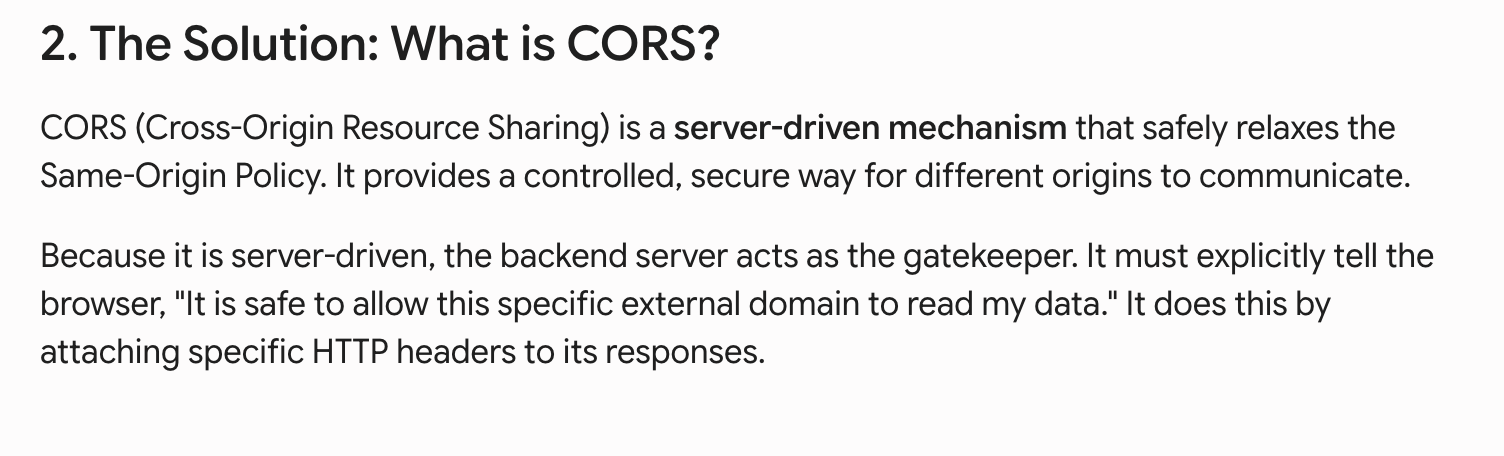 2. The Solution: What is CORS?
CORS (Cross-Origin Resource Sharing) is a server-driven mechanism that safely relaxes the
Same-Origin Policy. It provides a controlled, secure way for different origins to communicate.
Because it is server-driven, the backend server acts as the gatekeeper. It must explicitly tell the
browser, "It is safe to allow this specific external domain to read my data." It does this by
attaching specific HTTP headers to its responses.